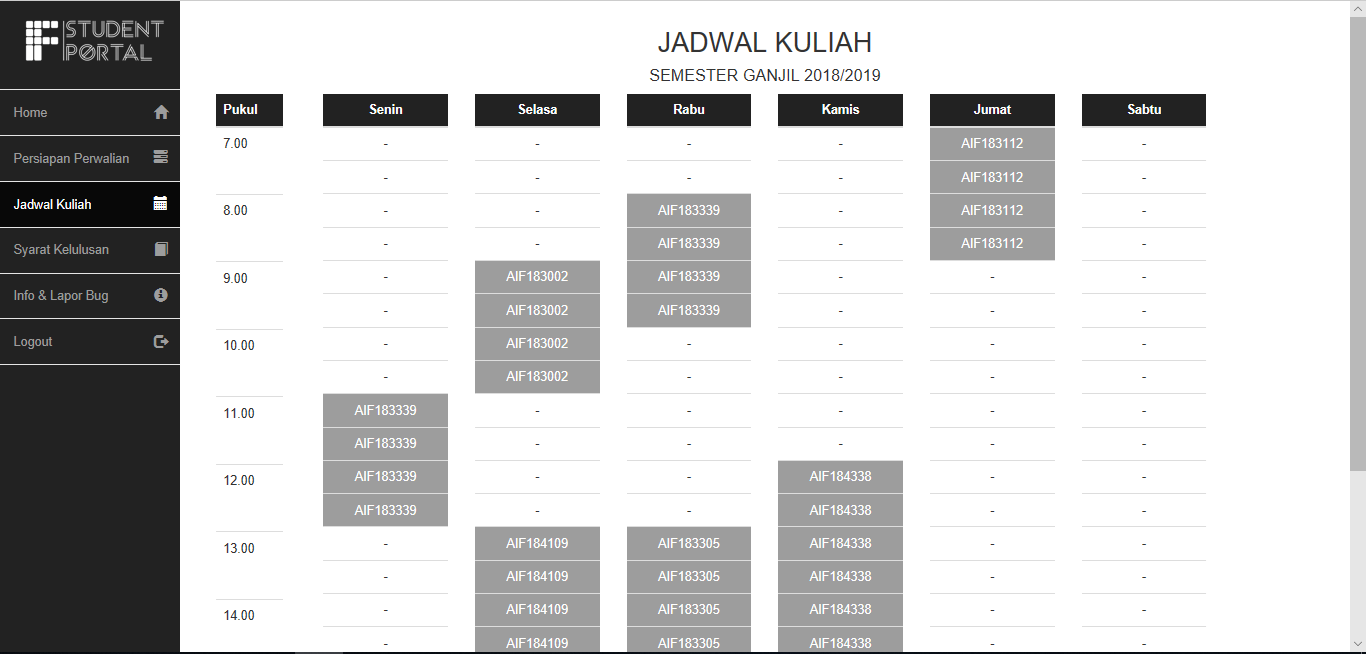 STUDENT
PORTAL
Home
Persiapan Perwalian
Jadwal Kuliah
Syarat Kelulusan
Info & Lapor Bug
Logout
JADWAL KULIAH
SEMESTER GANJIL 2018/2019
Pukul Senin Selasa Rabu Kamis Jumat Sabtu
7.00 - - - - AIF183112 -
- - - - AIF183112 -
8.00 - - AIF183339 - AIF183112 -
- - AIF183339 - AIF183112 -
9.00 - AIF183002 AIF183339 - - -
- AIF183002 AIF183339 - - -
10.00 - AIF183002 - - - -
- AIF183002 - - - -
11.00 AIF183339 - - - - -
AIF183339 - - - - -
12.00 AIF183339 - - AIF184338 - -
AIF183339 - - AIF184338 - -
13.00 - AIF184109 AIF183305 AIF184338 - -
- AIF184109 AIF183305 AIF184338 - -
14.00 - AIF184109 AIF183305 AIF184338 - -
- AIF184109 AIF183305 AIF184338 - -